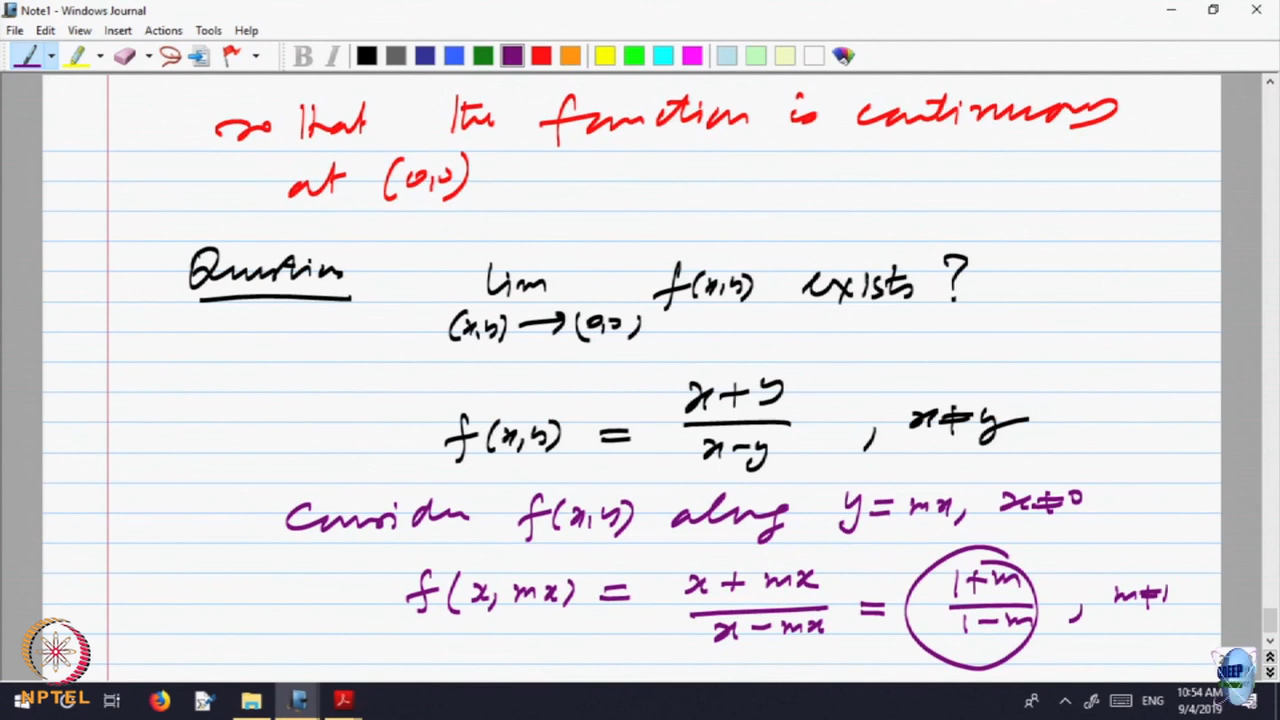 Note1 - Windows Journal
File Edit View Insert Actions Tools Help
B I
so that the function is continuous
at (0,0)
Question lim f(x,y) exists ?
(x,y) → (0,0)
f(x,y) = x+y / x-y , x≠y
Consider f(x,y) along y = mx, x≠0
f(x, mx) = x + mx / x - mx = 1+m / 1-m , m≠1
NPTEL
ENG
10:54 AM
9/4/2019